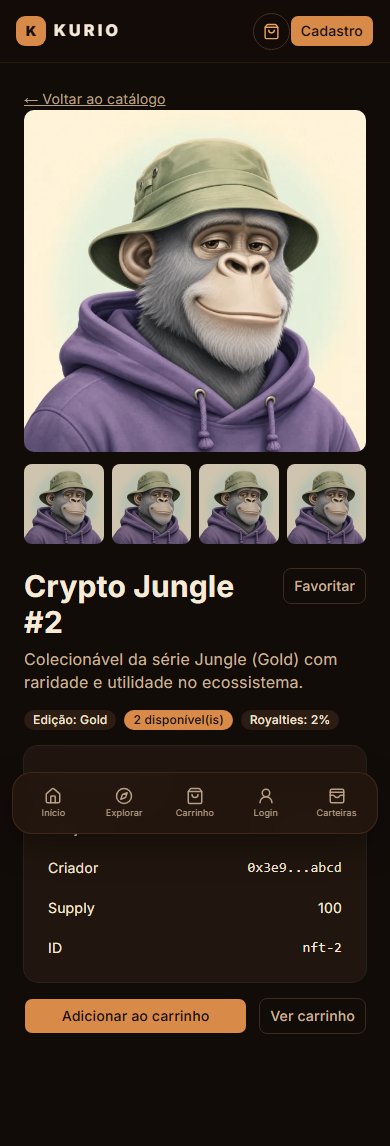 K KURIO
Cadastro
← Voltar ao catálogo
Crypto Jungle
#2
Favoritar
Colecionável da série Jungle (Gold) com
raridade e utilidade no ecossistema.
Edição: Gold
2 disponível(is)
Royalties: 2%
Início
Explorar
Carrinho
Login
Carteiras
Criador
0x3e9...abcd
Supply
100
ID
nft-2
Adicionar ao carrinho
Ver carrinho